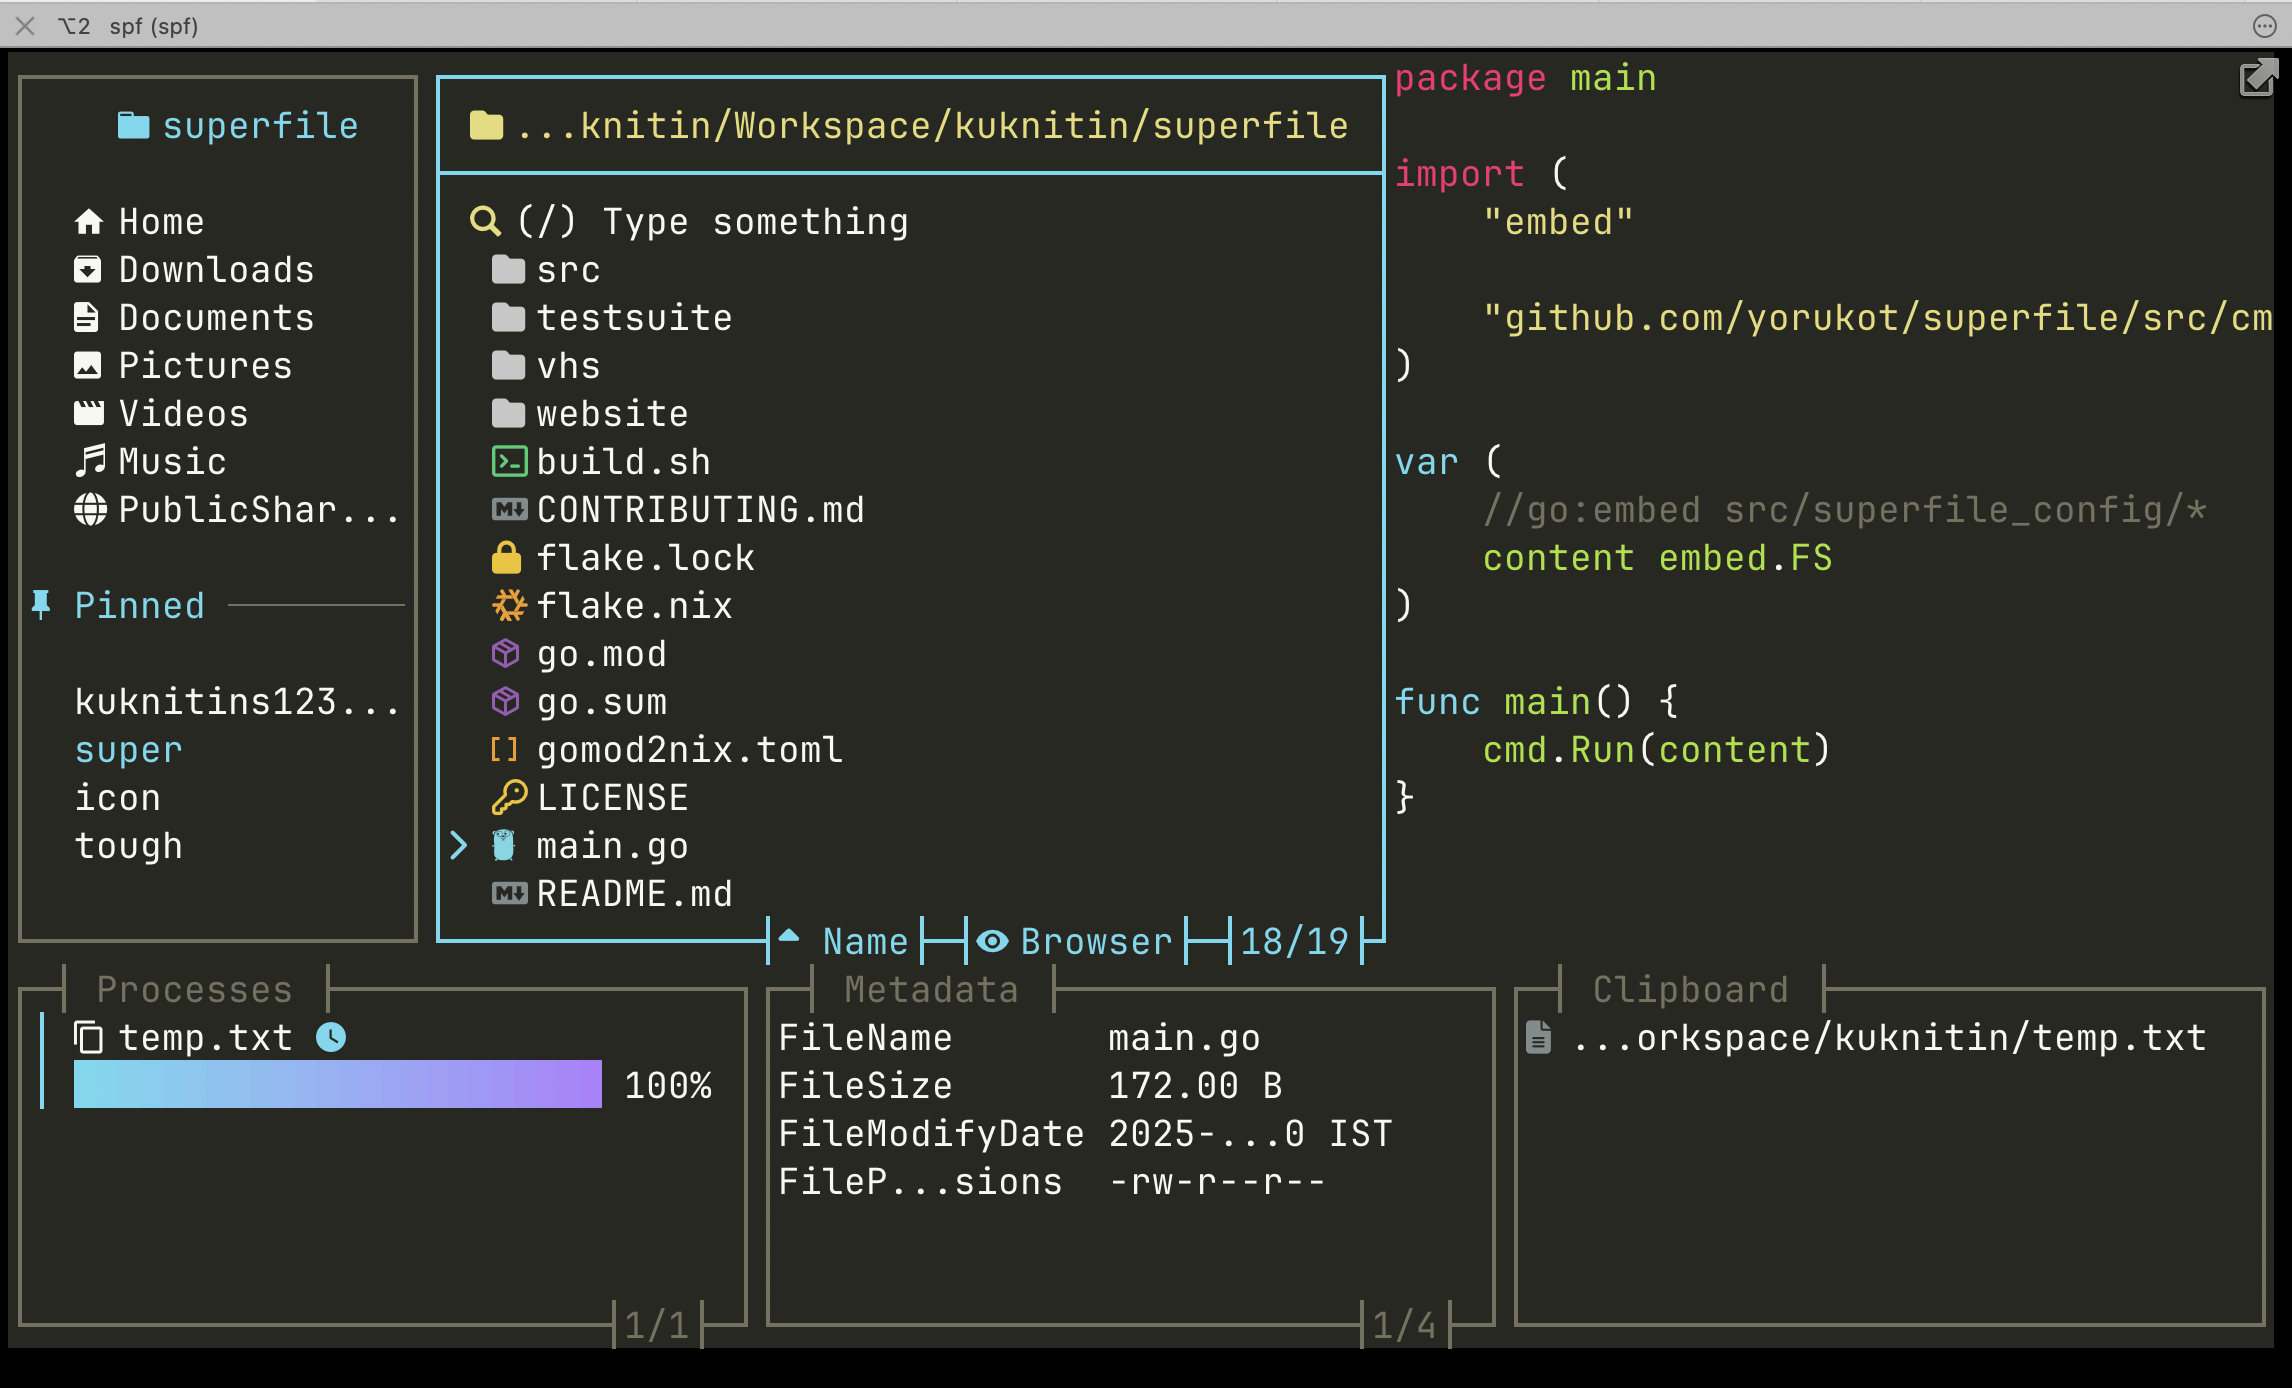 ⌥2 spf (spf)
superfile
Home
Downloads
Documents
Pictures
Videos
Music
PublicShar...
Pinned
kuknitins123...
super
icon
tough
...knitin/Workspace/kuknitin/superfile
(/) Type something
src
testsuite
vhs
website
build.sh
CONTRIBUTING.md
flake.lock
flake.nix
go.mod
go.sum
gomod2nix.toml
LICENSE
main.go
README.md
Name Browser 18/19
package main
import (
"embed"
"github.com/yorukot/superfile/src/cm
)
var (
//go:embed src/superfile_config/*
content embed.FS
)
func main() {
cmd.Run(content)
}
Processes
temp.txt
100%
1/1
Metadata
FileName main.go
FileSize 172.00 B
FileModifyDate 2025-...0 IST
FileP...sions -rw-r--r--
1/4
Clipboard
...orkspace/kuknitin/temp.txt